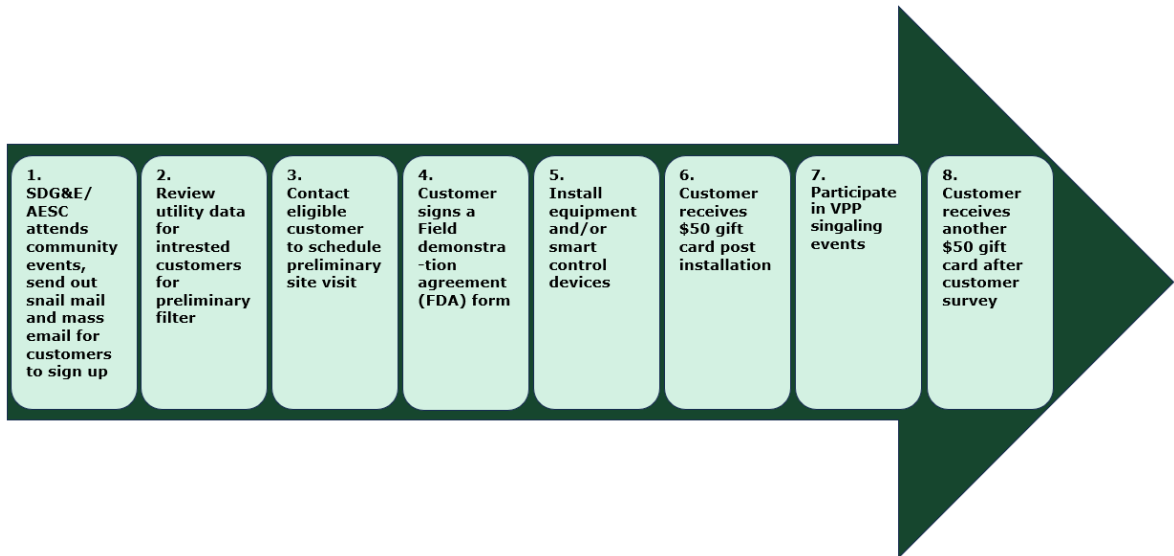 1.
SDG&E/
AESC
attends
community
events,
send out
snail mail
and mass
email for
customers
to sign up
2.
Review
utility data
for
intrested
customers
for
preliminary
filter
3.
Contact
eligible
customer
to schedule
preliminary
site visit
4.
Customer
signs a
Field
demonstra
-tion
agreement
(FDA) form
5.
Install
equipment
and/or
smart
control
devices
6.
Customer
receives
$50 gift
card post
installation
7.
Participate
in VPP
singaling
events
8.
Customer
receives
another
$50 gift
card after
customer
survey